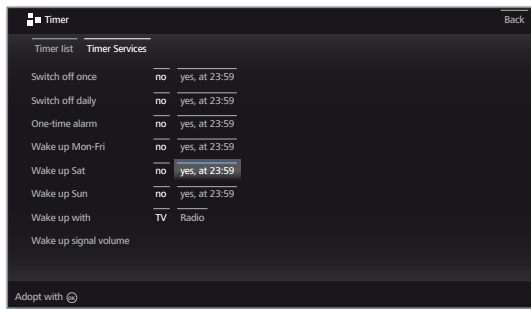 Timer Back
Timer list Timer Services
Switch off once no yes, at 23:59
Switch off daily no yes, at 23:59
One-time alarm no yes, at 23:59
Wake up Mon-Fri no yes, at 23:59
Wake up Sat no yes, at 23:59
Wake up Sun no yes, at 23:59
Wake up with TV Radio
Wake up signal volume
Adopt with OK